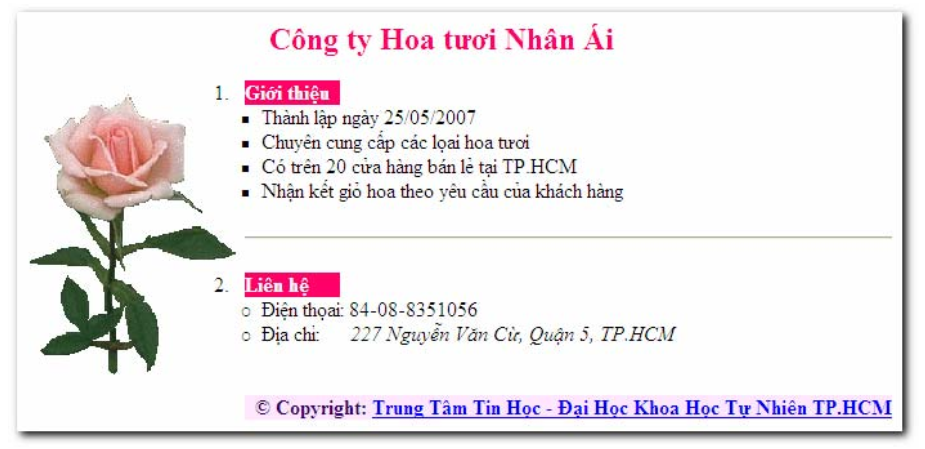 Công ty Hoa tươi Nhân Ái
1. Giới thiệu
▪ Thành lập ngày 25/05/2007
▪ Chuyên cung cấp các lọai hoa tươi
▪ Có trên 20 cửa hàng bán lẻ tại TP.HCM
▪ Nhận kết giỏ hoa theo yêu cầu của khách hàng
2. Liên hệ
○ Điện thọai: 84-08-8351056
○ Địa chỉ: 227 Nguyễn Văn Cừ, Quận 5, TP.HCM
© Copyright: Trung Tâm Tin Học - Đại Học Khoa Học Tự Nhiên TP.HCM